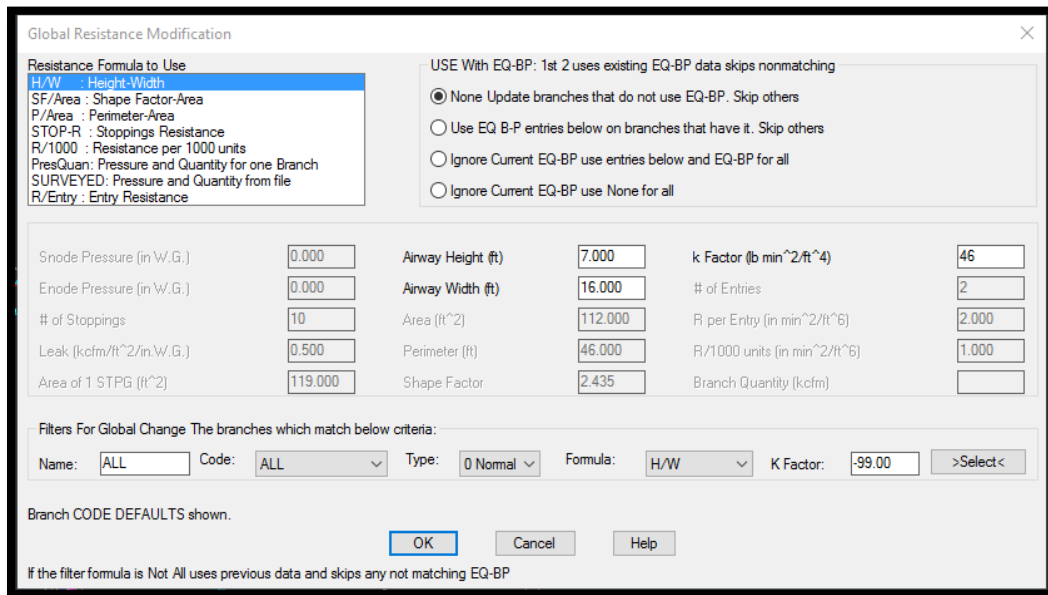 Global Resistance Modification
Resistance Formula to Use
H/W : Height-Width
SF/Area : Shape Factor-Area
P/Area : Perimeter-Area
STOP-R : Stoppings Resistance
R/1000 : Resistance per 1000 units
PresQuan: Pressure and Quantity for one Branch
SURVEYED: Pressure and Quantity from file
R/Entry : Entry Resistance
USE With EQ-BP: 1st 2 uses existing EQ-BP data skips nonmatching
None Update branches that do not use EQ-BP. Skip others
Use EQ B-P entries below on branches that have it. Skip others
Ignore Current EQ-BP use entries below and EQ-BP for all
Ignore Current EQ-BP use None for all
Snode Pressure (in W.G.) 0.000 Airway Height (ft) 7.000 k Factor (lb min^2/ft^4) 46
Enode Pressure (in W.G.) 0.000 Airway Width (ft) 16.000 # of Entries 2
# of Stoppings 10 Area (ft^2) 112.000 R per Entry (in min^2/ft^6) 2.000
Leak (kcfm/ft^2/in.W.G.) 0.500 Perimeter (ft) 46.000 R/1000 units (in min^2/ft^6) 1.000
Area of 1 STPG (ft^2) 119.000 Shape Factor 2.435 Branch Quantity (kcfm)
Filters For Global Change The branches which match below criteria:
Name: ALL Code: ALL Type: 0 Normal Formula: H/W K Factor: -99.00 >Select<
Branch CODE DEFAULTS shown.
OK Cancel Help
If the filter formula is Not All uses previous data and skips any not matching EQ-BP